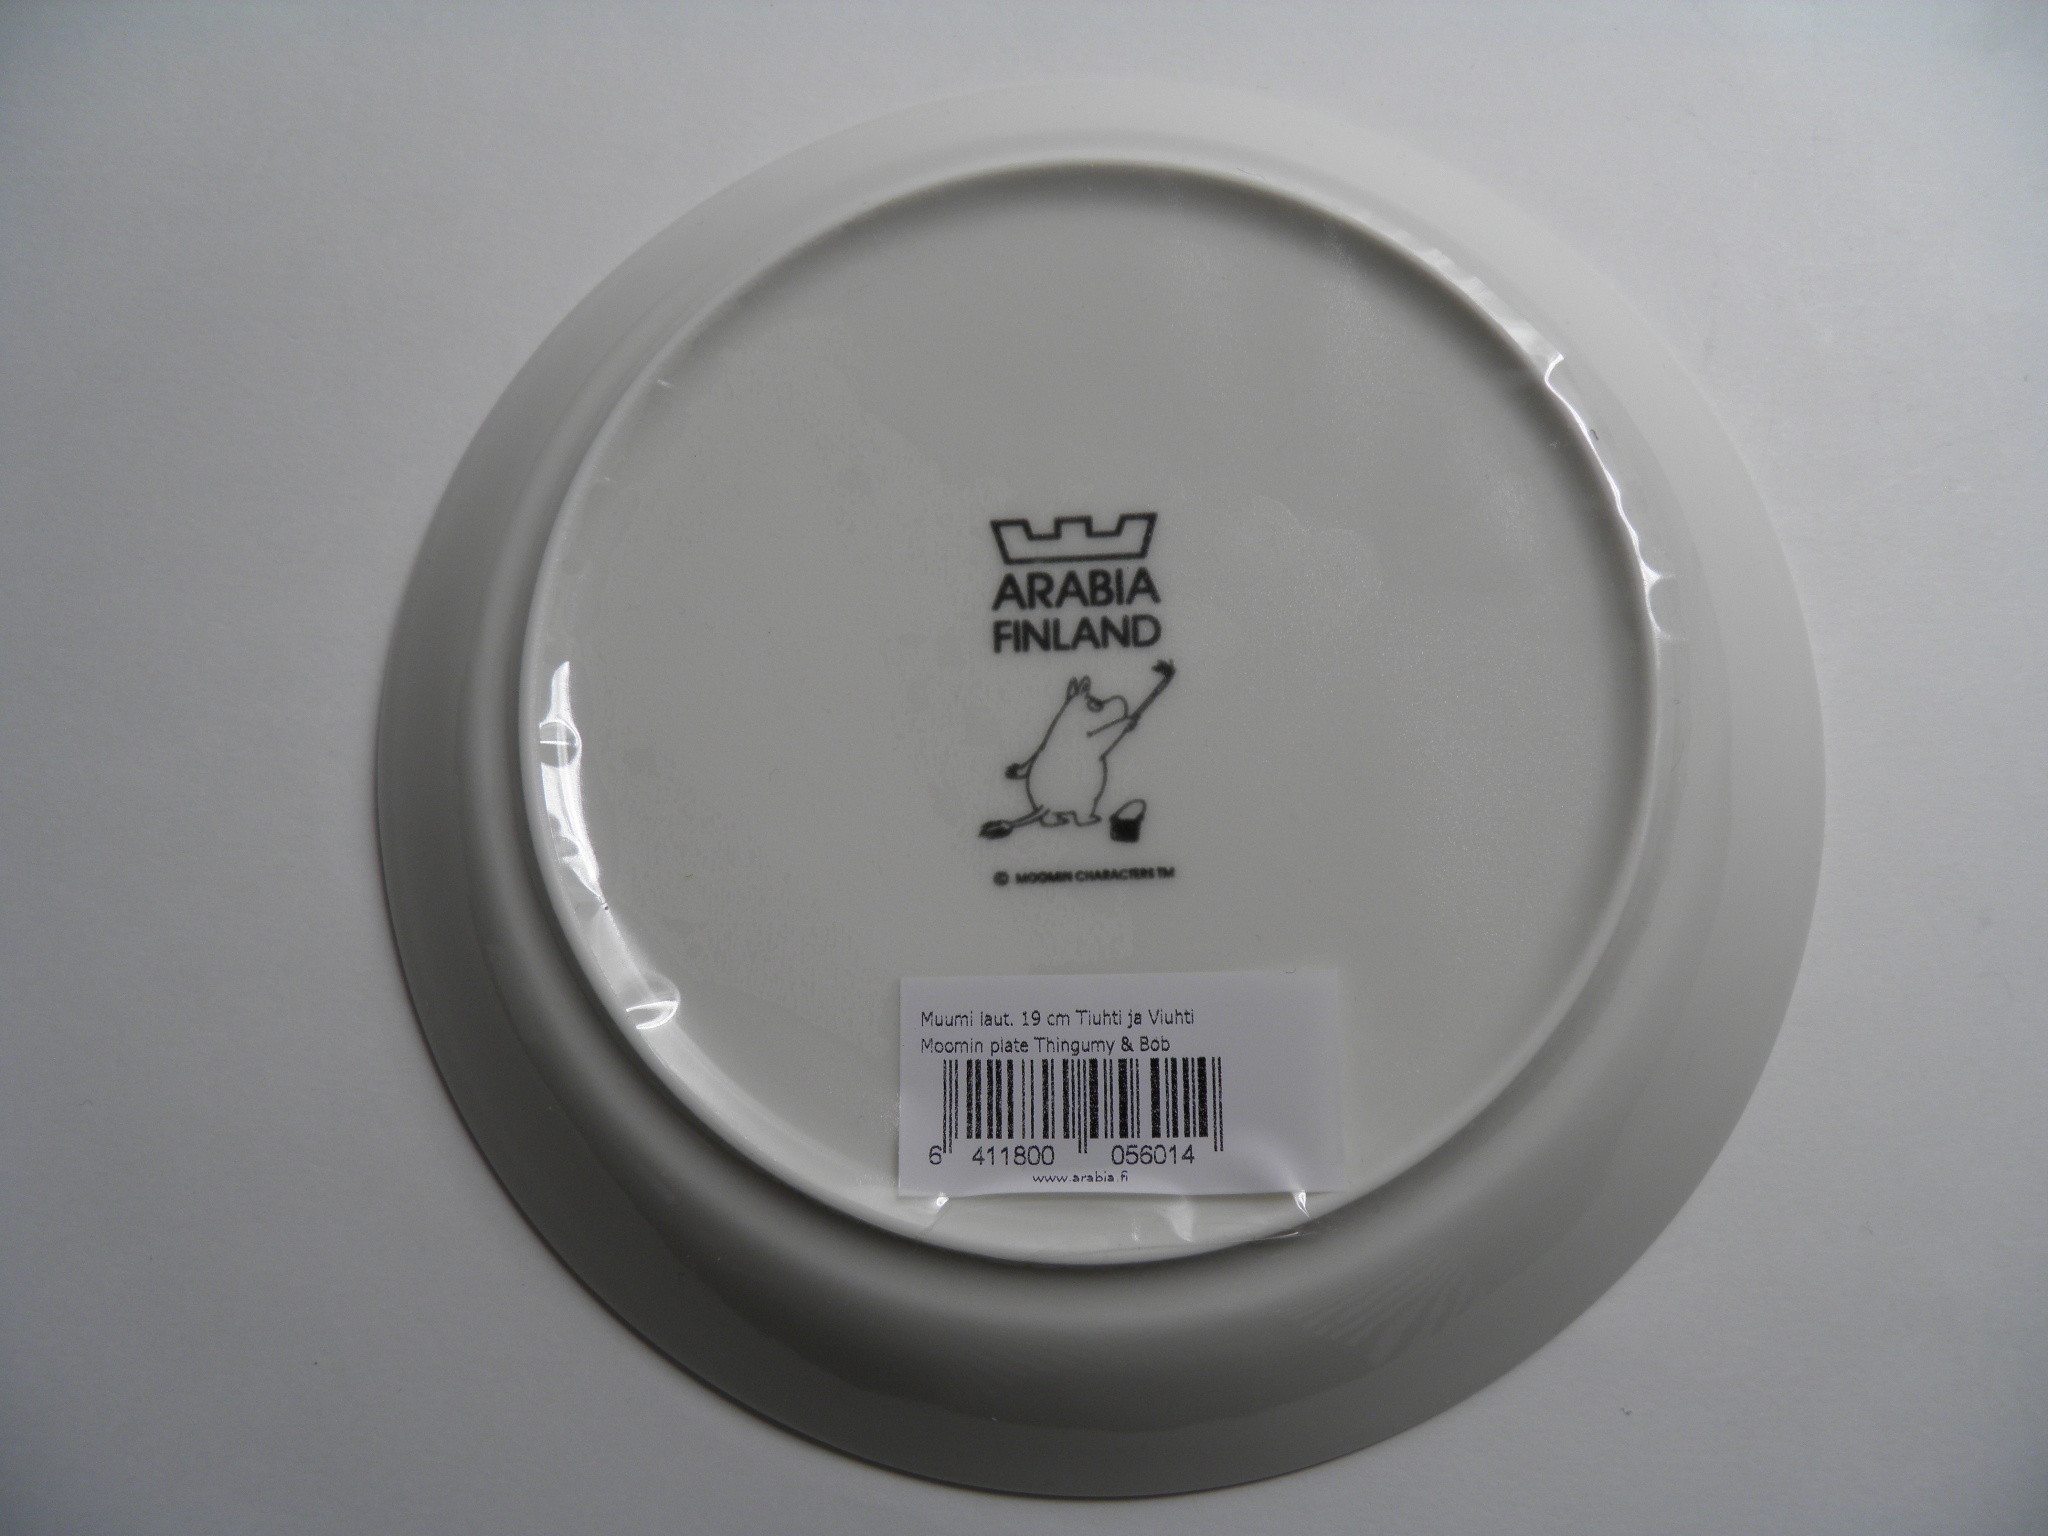 ARABIA
FINLAND
© MOOMIN CHARACTERS TM
Muumi laut. 19 cm Tiuhti ja Viuhti
Moomin plate Thingumy & Bob
6 411800 056014
www.arabia.fi